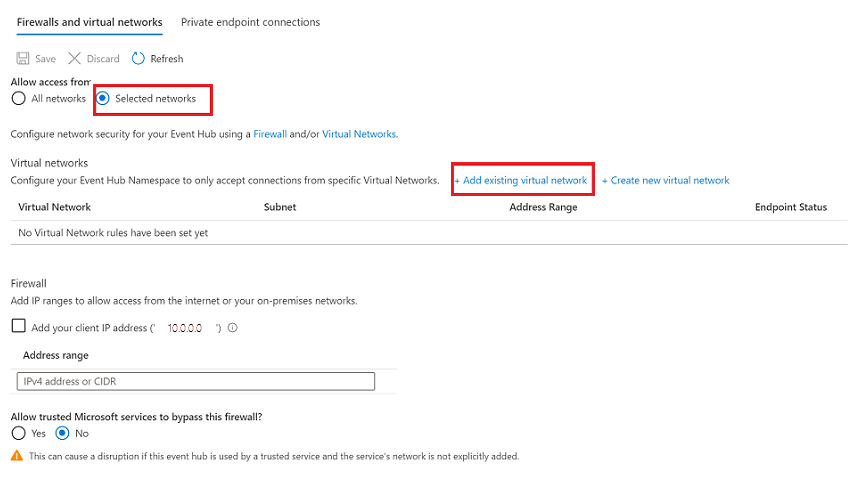 Firewalls and virtual networks Private endpoint connections
Save Discard Refresh
Allow access from
All networks Selected networks
Configure network security for your Event Hub using a Firewall and/or Virtual Networks.
Virtual networks
Configure your Event Hub Namespace to only accept connections from specific Virtual Networks. + Add existing virtual network + Create new virtual network
Virtual Network Subnet Address Range Endpoint Status
No Virtual Network rules have been set yet
Firewall
Add IP ranges to allow access from the internet or your on-premises networks.
Add your client IP address (' 10.0.0.0 ')
Address range
IPv4 address or CIDR
Allow trusted Microsoft services to bypass this firewall?
Yes No
This can cause a disruption if this event hub is used by a trusted service and the service's network is not explicitly added.